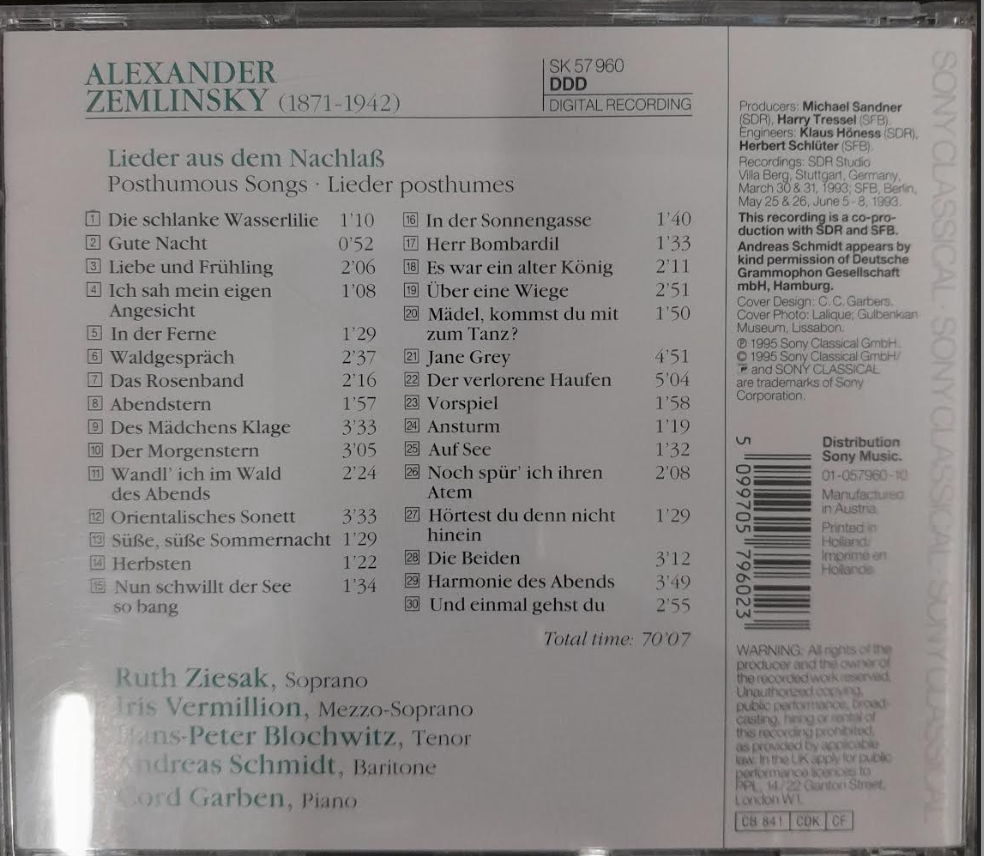 ALEXANDER
ZEMLINSKY (1871-1942)
SK 57 960
DDD
DIGITAL RECORDING
Lieder aus dem Nachlaß
Posthumous Songs · Lieder posthumes
1 Die schlanke Wasserlilie 1'10
2 Gute Nacht 0'52
3 Liebe und Frühling 2'06
4 Ich sah mein eigen 1'08
Angesicht
5 In der Ferne 1'29
6 Waldgespräch 2'37
7 Das Rosenband 2'16
8 Abendstern 1'57
9 Des Mädchens Klage 3'33
10 Der Morgenstern 3'05
11 Wandl' ich im Wald 2'24
des Abends
12 Orientalisches Sonett 3'33
13 Süße, süße Sommernacht 1'29
14 Herbsten 1'22
15 Nun schwillt der See 1'34
so bang
16 In der Sonnengasse 1'40
17 Herr Bombardil 1'33
18 Es war ein alter König 2'11
19 Über eine Wiege 2'51
20 Mädel, kommst du mit 1'50
zum Tanz?
21 Jane Grey 4'51
22 Der verlorene Haufen 5'04
23 Vorspiel 1'58
24 Ansturm 1'19
25 Auf See 1'32
26 Noch spür' ich ihren 2'08
Atem
27 Hörtest du denn nicht 1'29
hinein
28 Die Beiden 3'12
29 Harmonie des Abends 3'49
30 Und einmal gehst du 2'55
Total time: 70'07
Ruth Ziesak, Soprano
Iris Vermillion, Mezzo-Soprano
Hans-Peter Blochwitz, Tenor
Andreas Schmidt, Baritone
Cord Garben, Piano
Producers: Michael Sandner
(SDR), Harry Tressel (SFB).
Engineers: Klaus Höness (SDR),
Herbert Schlüter (SFB).
Recordings: SDR Studio
Villa Berg, Stuttgart, Germany,
March 30 & 31, 1993; SFB, Berlin,
May 25 & 26, June 5 - 8, 1993.
This recording is a co-pro-
duction with SDR and SFB.
Andreas Schmidt appears by
kind permission of Deutsche
Grammophon Gesellschaft
mbH, Hamburg.
Cover Design: C. C. Garbers,
Cover Photo: Lalique; Gulbenkian
Museum, Lissabon.
℗ 1995 Sony Classical GmbH.
© 1995 Sony Classical GmbH/
and SONY CLASSICAL
are trademarks of Sony
Corporation.
5 099705 796023
Distribution
Sony Music.
01-057960-10
Manufactured
in Austria.
Printed in
Holland/
Imprimé en
Hollande.
WARNING: All rights of the
producer and the owner of
the recorded work reserved.
Unauthorized copying,
public performance, broad-
casting, hiring or rental of
this recording prohibited,
as provided by applicable
law. In the UK apply for public
performance licences to
PPL, 14/22 Ganton Street,
London W1.
CB 841 CDK CF
SONY CLASSICAL · SONY CLASSICAL · SONY CLASSICAL